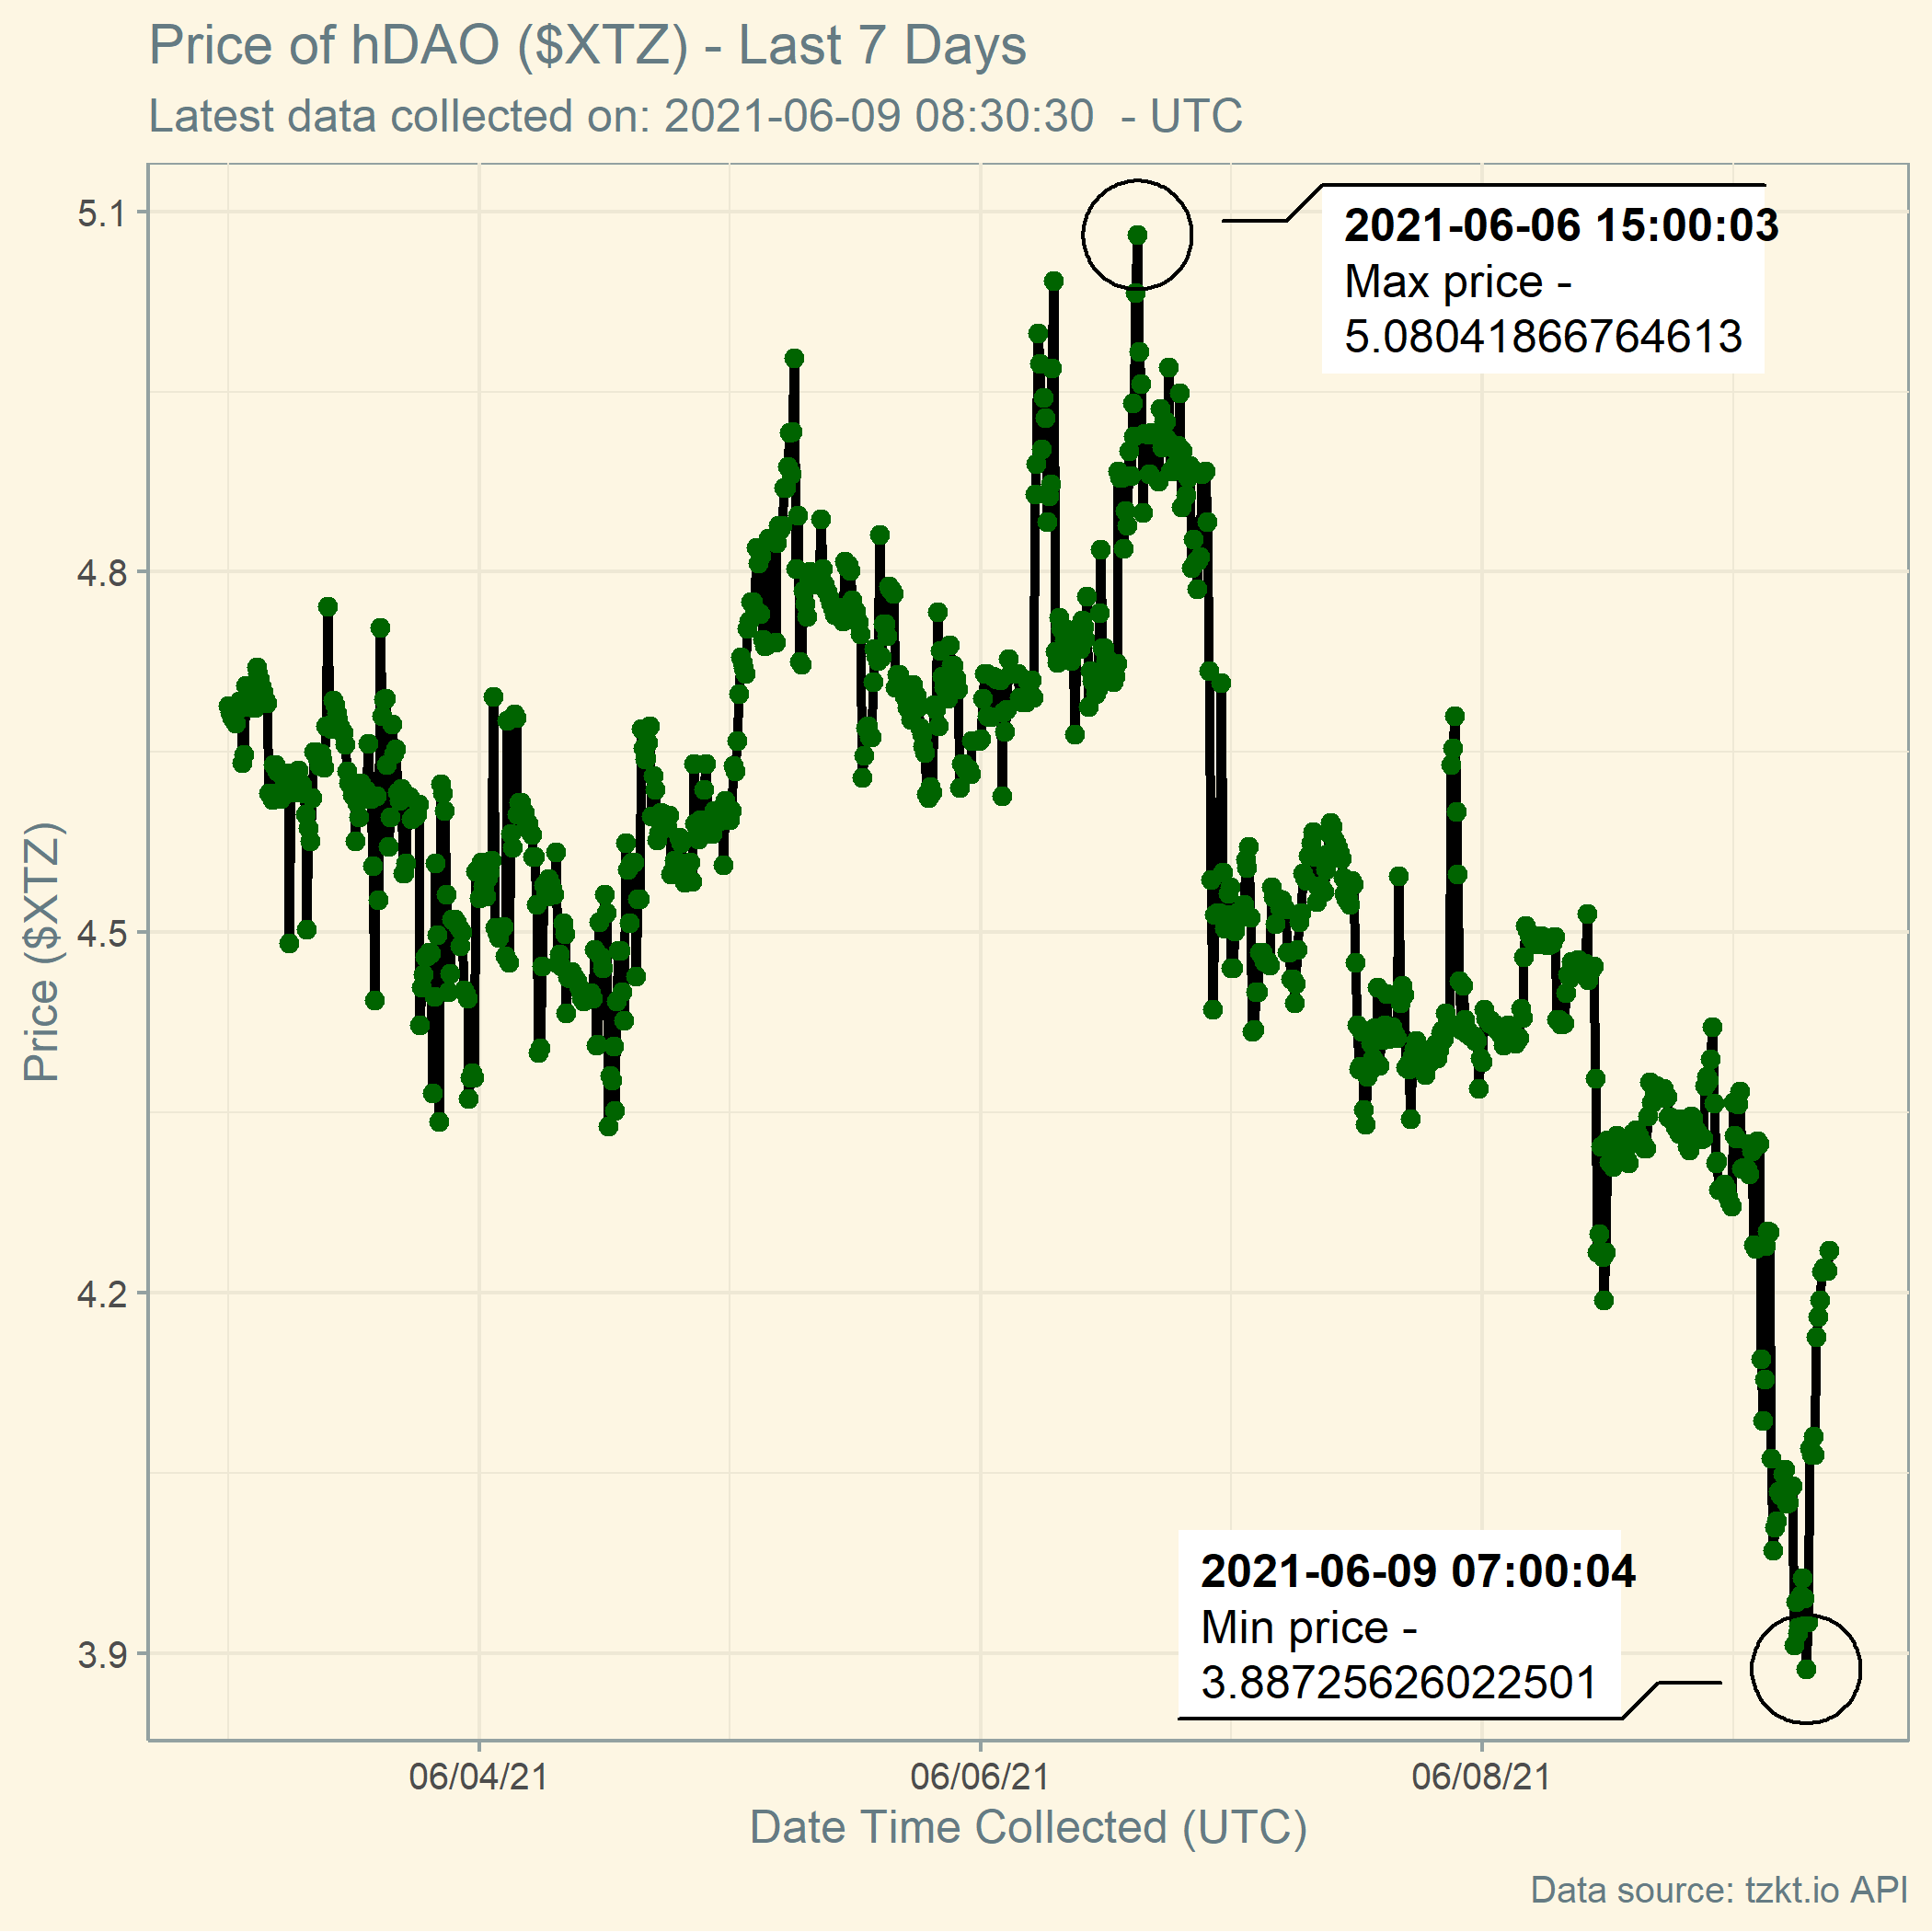 Price of hDAO ($XTZ) - Last 7 Days
Latest data collected on: 2021-06-09 08:30:30  - UTC
5.1
4.8
4.5
4.2
3.9
Price ($XTZ)
2021-06-06 15:00:03
Max price -
5.08041866764613
2021-06-09 07:00:04
Min price -
3.88725626022501
06/04/21
06/06/21
06/08/21
Date Time Collected (UTC)
Data source: tzkt.io API